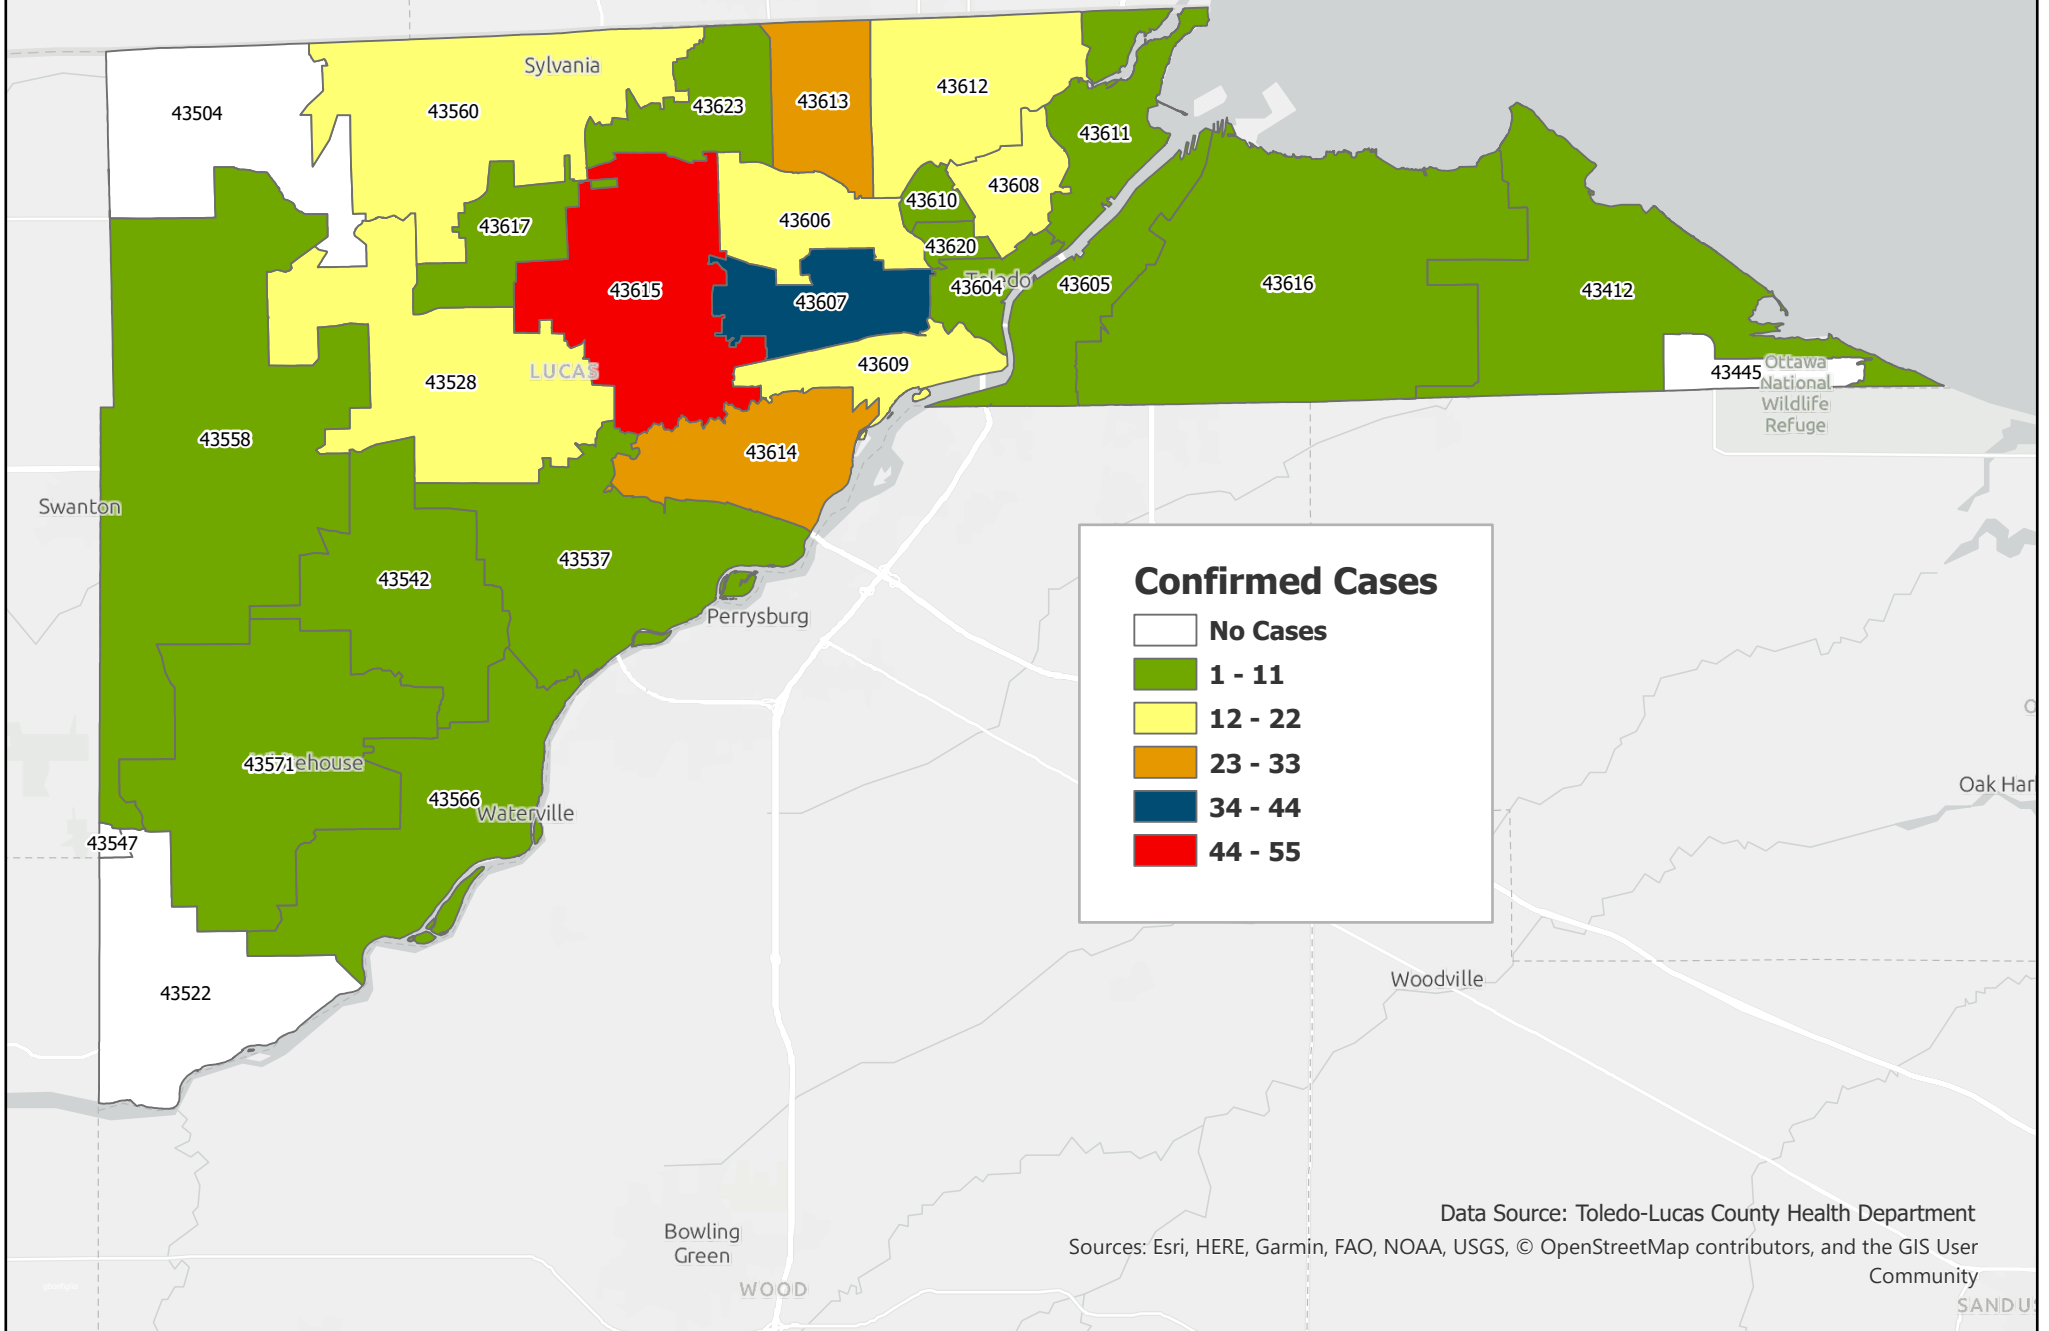 Sylvania
43504
43560
43623
43613
43612
43611
43608
43610
43617
43606
43620
43604
do
43605
43616
43412
43615
43607
43609
43528
LUCAS
43445
Ottawa
National
Wildlife
Refuge
43558
43614
Swanton
43542
43537
Perrysburg
Confirmed Cases
No Cases
1 - 11
12 - 22
23 - 33
34 - 44
44 - 55
43571
ehouse
43566
Waterville
43547
Oak Har
43522
Woodville
Bowling
Green
WOOD
Data Source: Toledo-Lucas County Health Department
Sources: Esri, HERE, Garmin, FAO, NOAA, USGS, © OpenStreetMap contributors, and the GIS User
Community
SANDUS